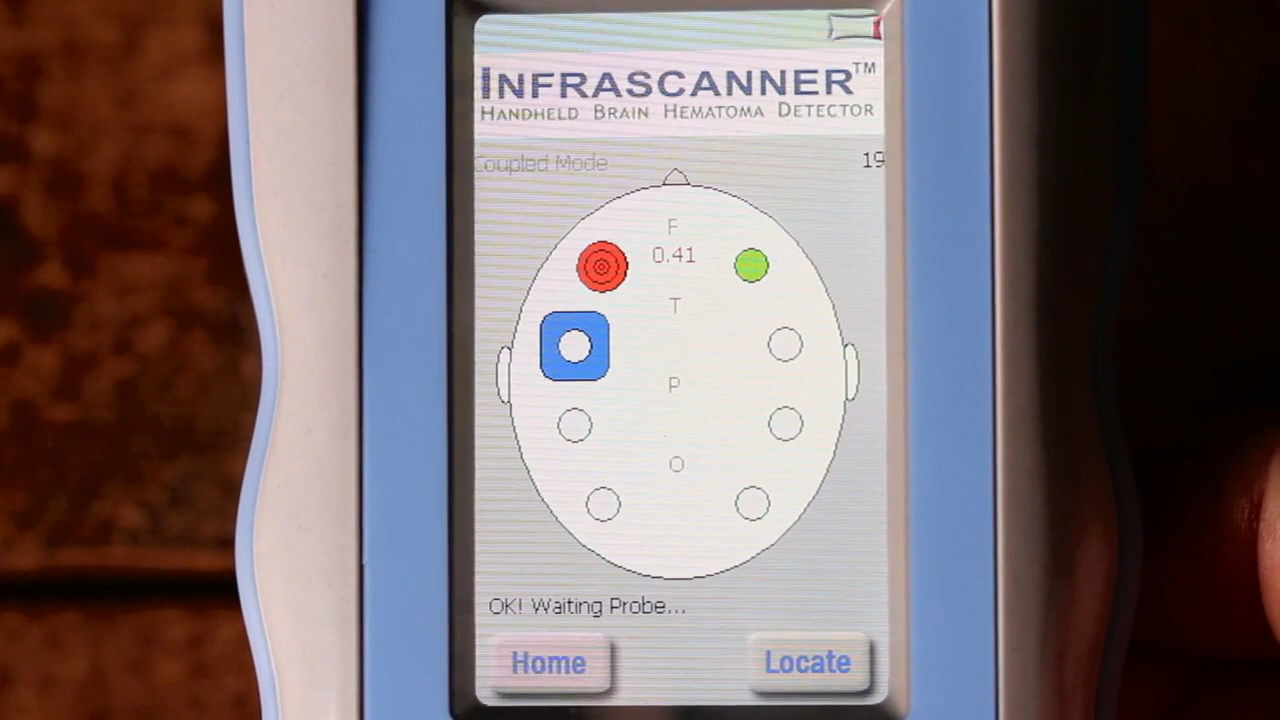 INFRASCANNER™
HANDHELD BRAIN HEMATOMA DETECTOR
Coupled Mode 19
F
0.41
T
P
O
OK! Waiting Probe...
Home Locate